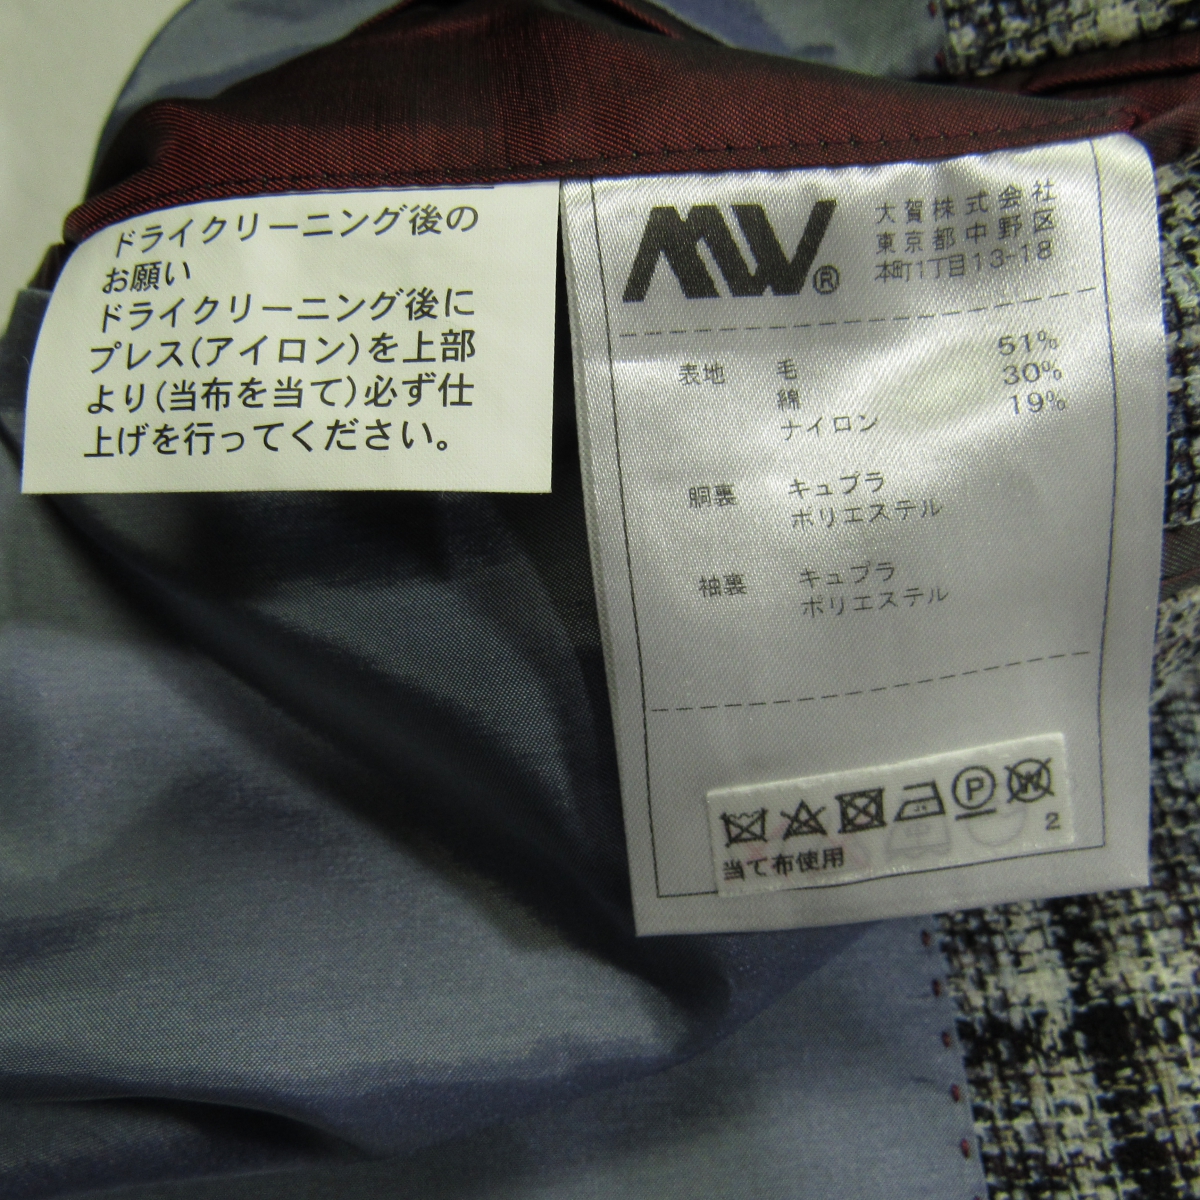 ドライクリーニング後の
お願い
ドライクリーニング後に
プレス(アイロン)を上部
より(当布を当て)必ず仕
上げを行ってください。
MW®
大賀株式会社
東京都中野区
本町1丁目13-18
表地 毛 51%
綿 30%
ナイロン 19%
胴裏 キュプラ
ポリエステル
袖裏 キュプラ
ポリエステル
P W
2
当て布使用